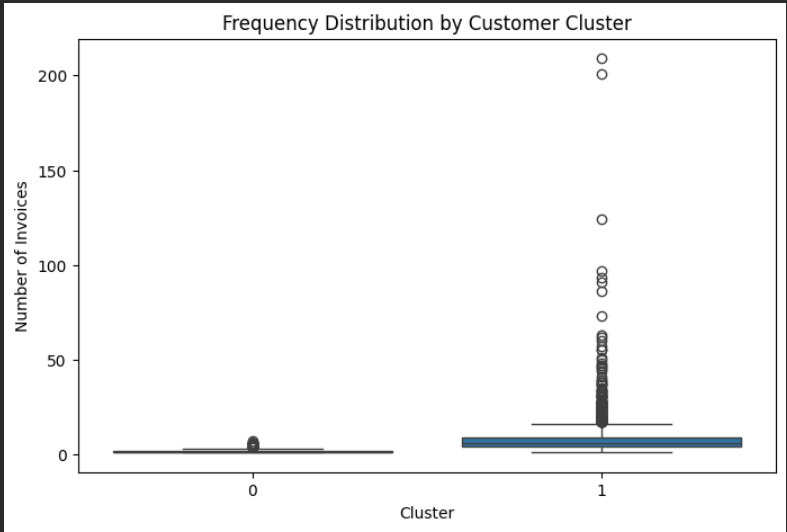 Frequency Distribution by Customer Cluster
Number of Invoices
200
150
100
50
0
0 1
Cluster